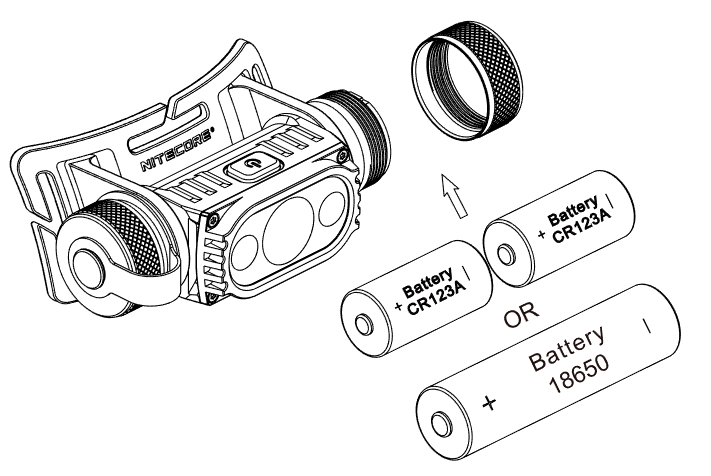 NITECORE®
+ Battery −
CR123A
+ Battery −
CR123A
OR
+ Battery −
18650